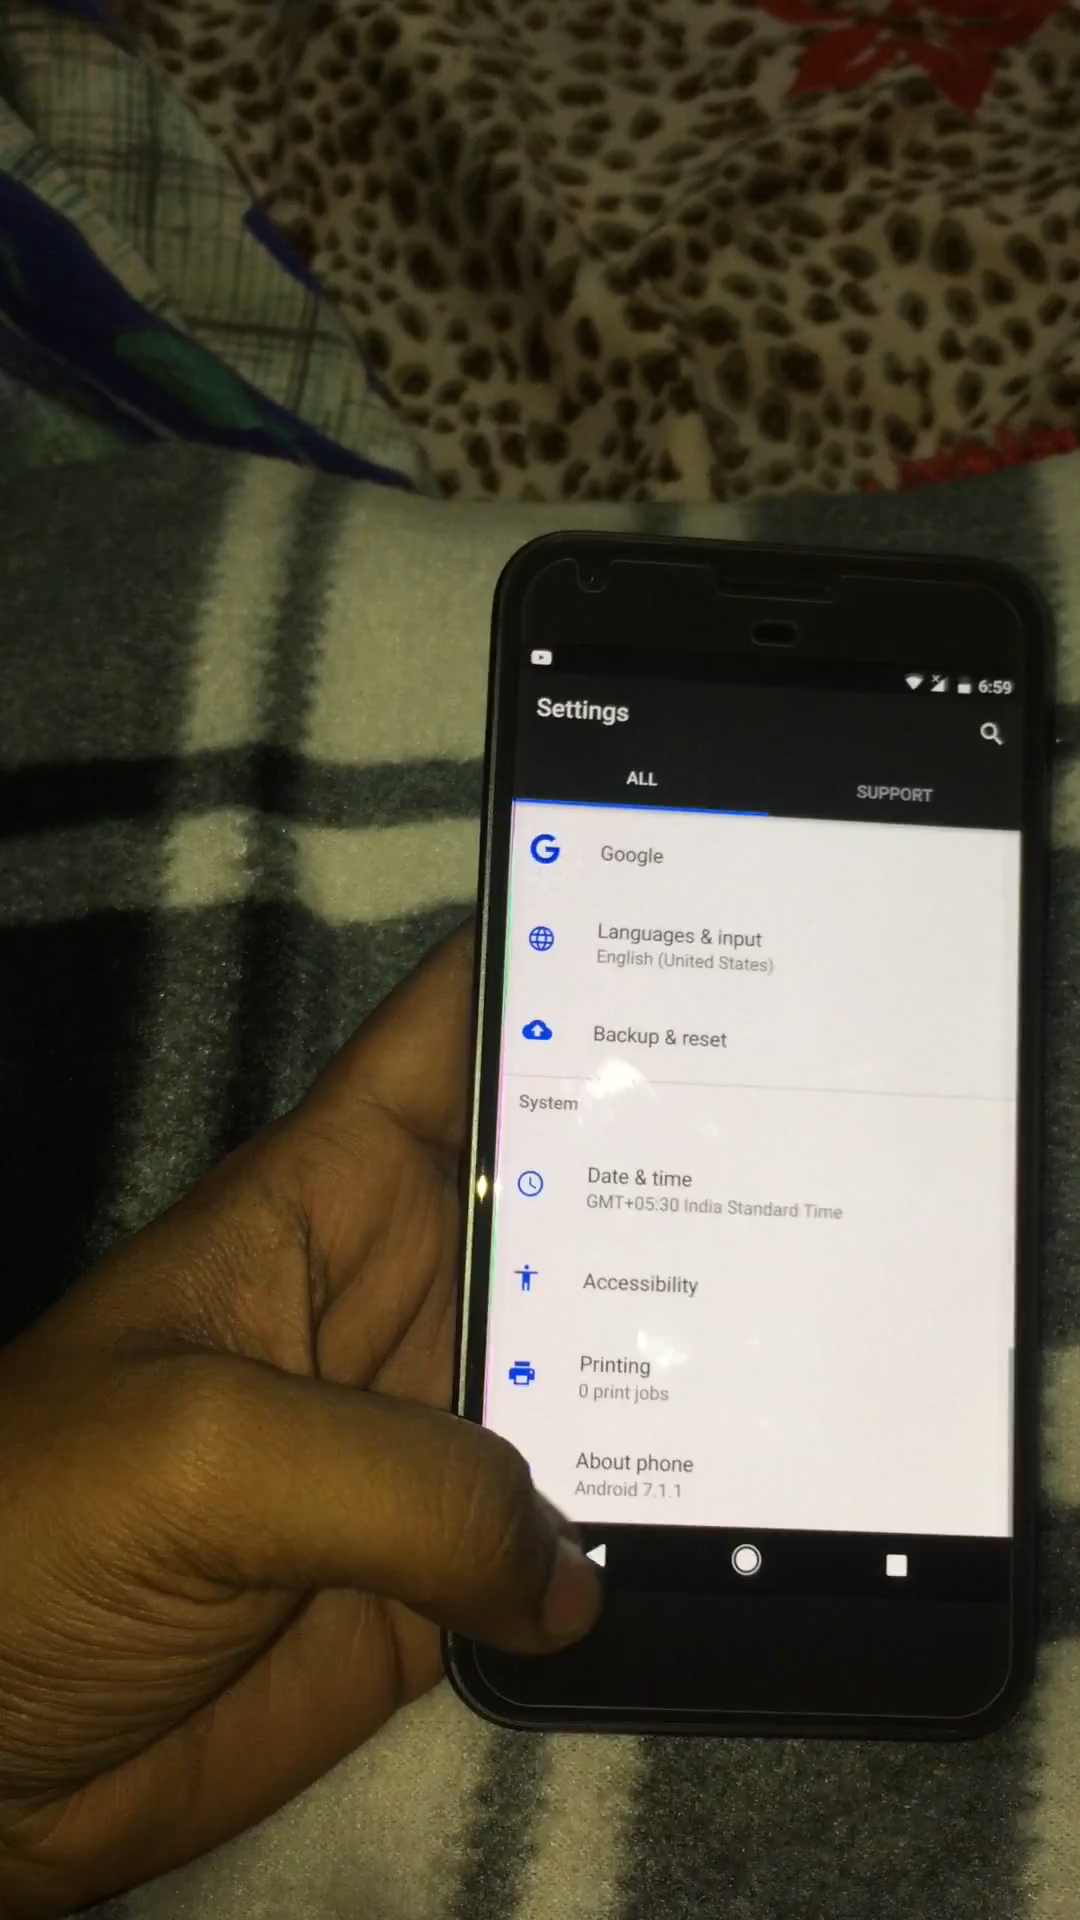 6:59
Settings
ALL
SUPPORT
Google
Languages & input
English (United States)
Backup & reset
System
Date & time
GMT+05:30 India Standard Time
Accessibility
Printing
0 print jobs
About phone
Android 7.1.1